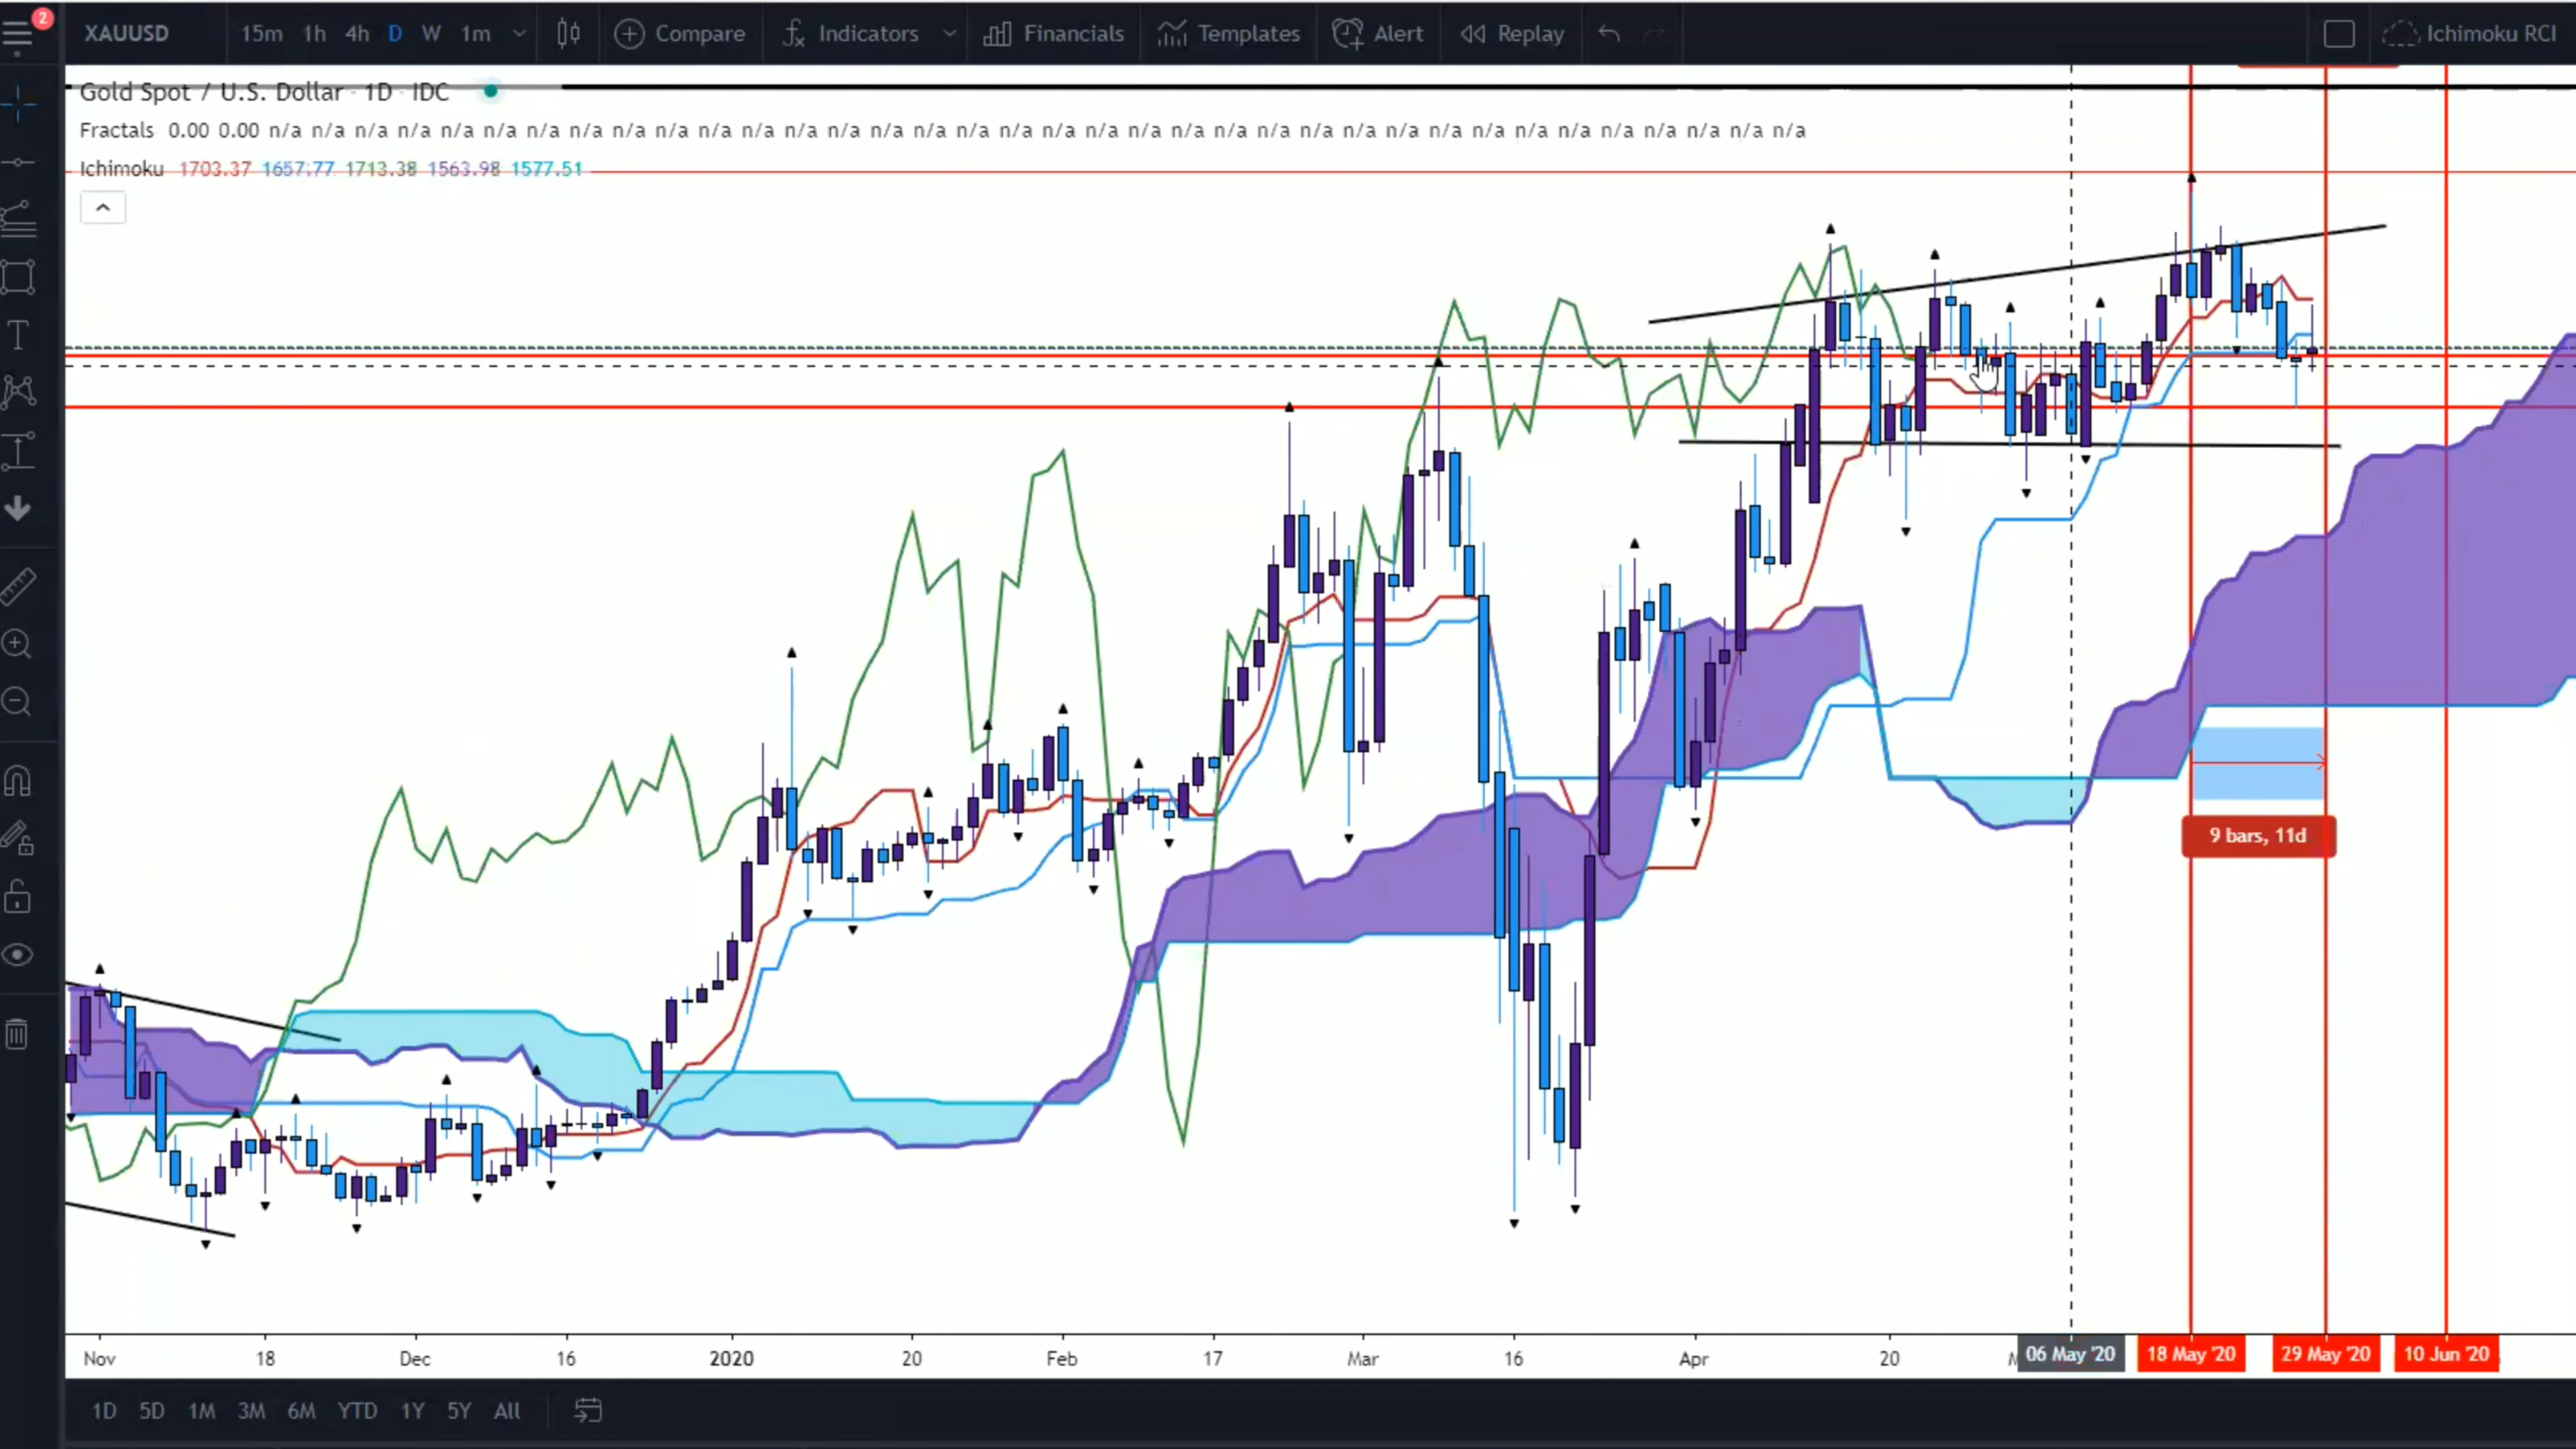 2
XAUUSD 15m 1h 4h D W 1m Compare Indicators Financials Templates Alert Replay Ichimoku RCI
Gold Spot / U.S. Dollar · 1D · IDC
Fractals 0.00 0.00 n/a n/a n/a n/a n/a n/a n/a n/a n/a n/a n/a n/a n/a n/a n/a n/a n/a n/a n/a n/a n/a n/a n/a n/a n/a n/a n/a n/a n/a n/a n/a n/a n/a n/a n/a n/a
Ichimoku 1703.37 1657.77 1713.38 1563.98 1577.51
9 bars, 11d
Nov 18 Dec 16 2020 20 Feb 17 Mar 16 Apr 20 06 May '20 18 May '20 29 May '20 10 Jun '20
1D 5D 1M 3M 6M YTD 1Y 5Y All